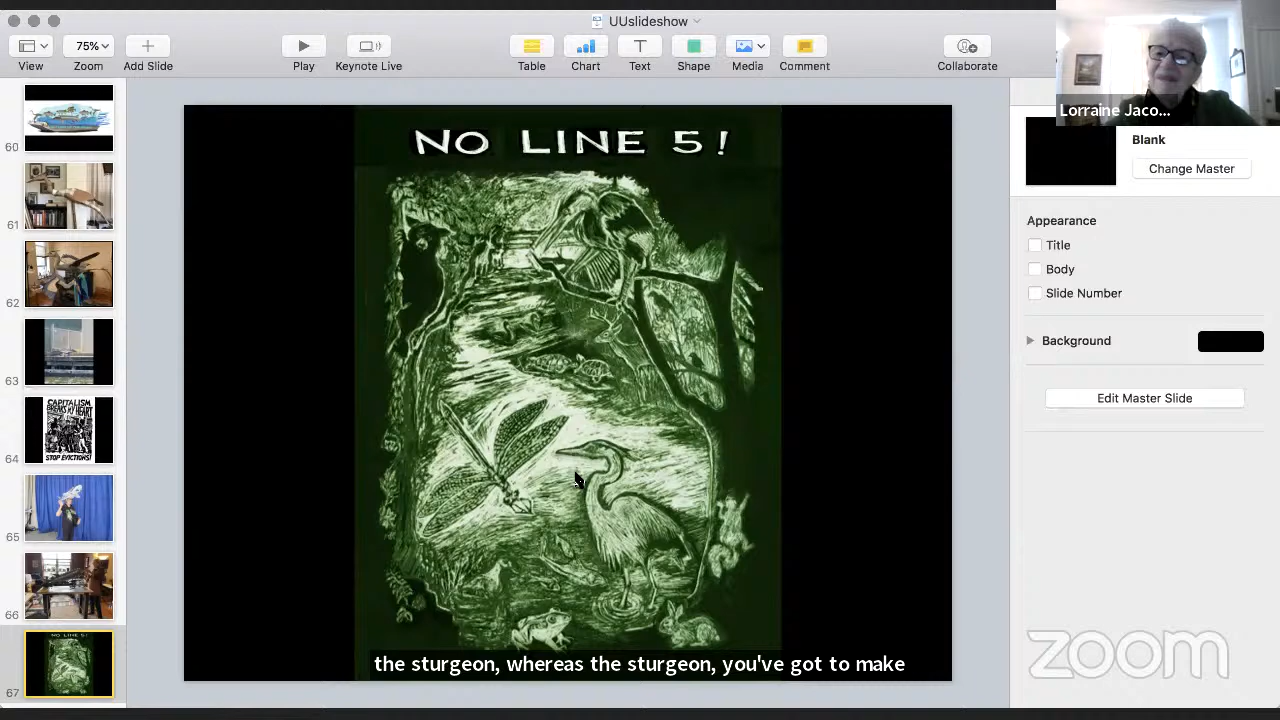 UUslideshow
75%
View
Zoom
Add Slide
Play
Keynote Live
Table
Chart
Text
Shape
Media
Comment
Collaborate
Lorraine Jaco...
Blank
Change Master
Appearance
Title
Body
Slide Number
Background
Edit Master Slide
60
61
62
63
64
65
66
67
CAPITALISM
BREAKS MY HEART
STOP EVICTIONS!
NO LINE 5!
NO LINE 5!
the sturgeon, whereas the sturgeon, you've got to make
zoom